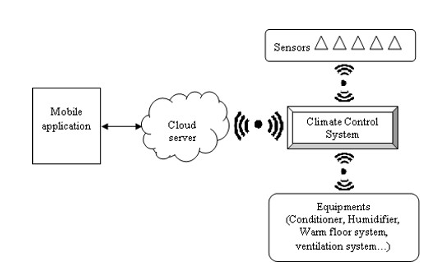 Sensors
Mobile
application
Cloud
server
Climate Control
System
Equipments
(Conditioner, Humidifier,
Warm floor system,
ventilation system...)